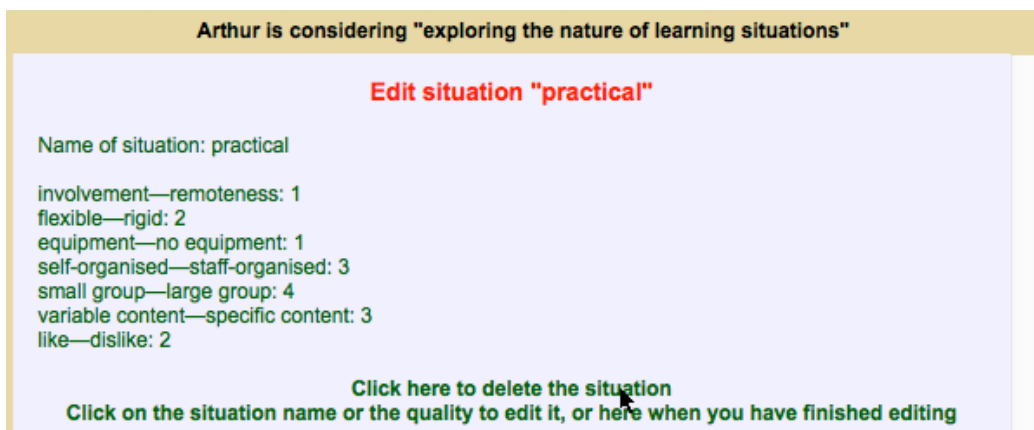 Arthur is considering "exploring the nature of learning situations"
Edit situation "practical"
Name of situation: practical
involvement—remoteness: 1
flexible—rigid: 2
equipment—no equipment: 1
self-organised—staff-organised: 3
small group—large group: 4
variable content—specific content: 3
like—dislike: 2
Click here to delete the situation
Click on the situation name or the quality to edit it, or here when you have finished editing